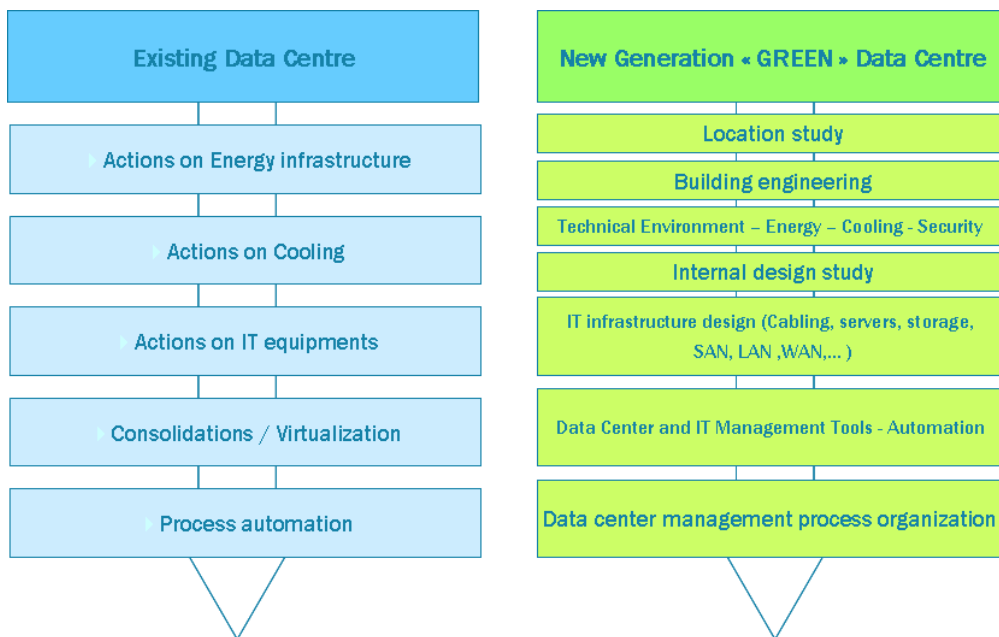 Existing Data Centre
Actions on Energy infrastructure
Actions on Cooling
Actions on IT equipments
Consolidations / Virtualization
Process automation
New Generation « GREEN » Data Centre
Location study
Building engineering
Technical Environment – Energy – Cooling - Security
Internal design study
IT infrastructure design (Cabling, servers, storage,
SAN, LAN ,WAN,... )
Data Center and IT Management Tools - Automation
Data center management process organization